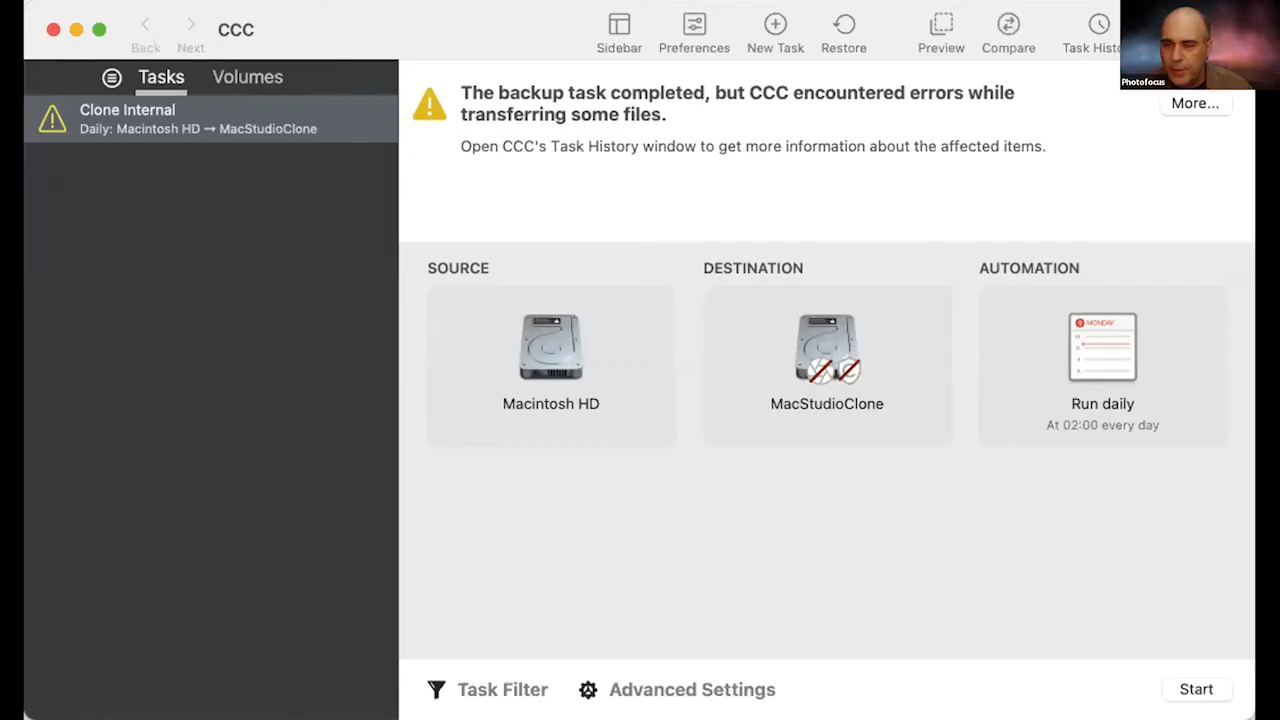 CCC
Back
Next
Sidebar
Preferences
New Task
Restore
Preview
Compare
Task Hist
Photofocus
Tasks
Volumes
Clone Internal
Daily: Macintosh HD → MacStudioClone
The backup task completed, but CCC encountered errors while
transferring some files.
More...
Open CCC's Task History window to get more information about the affected items.
SOURCE
DESTINATION
AUTOMATION
MONDAY
Macintosh HD
MacStudioClone
Run daily
At 02:00 every day
Task Filter
Advanced Settings
Start